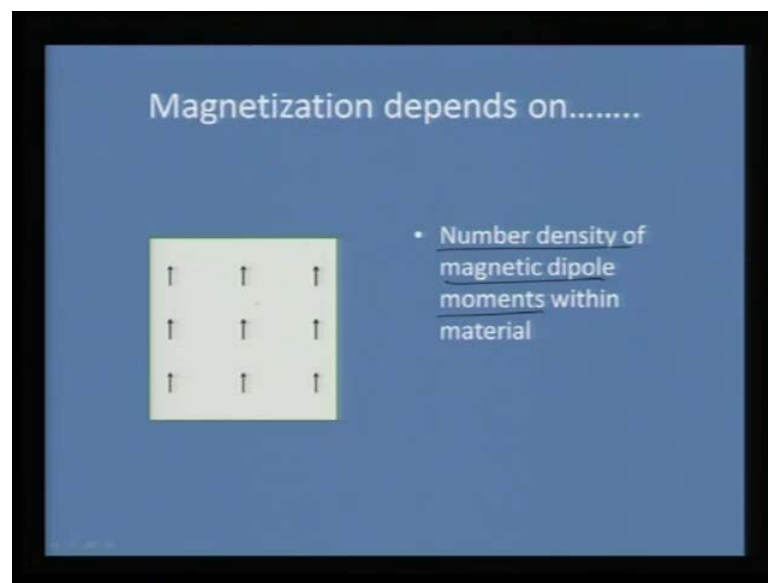 Magnetization depends on........
• Number density of
magnetic dipole
moments within
material